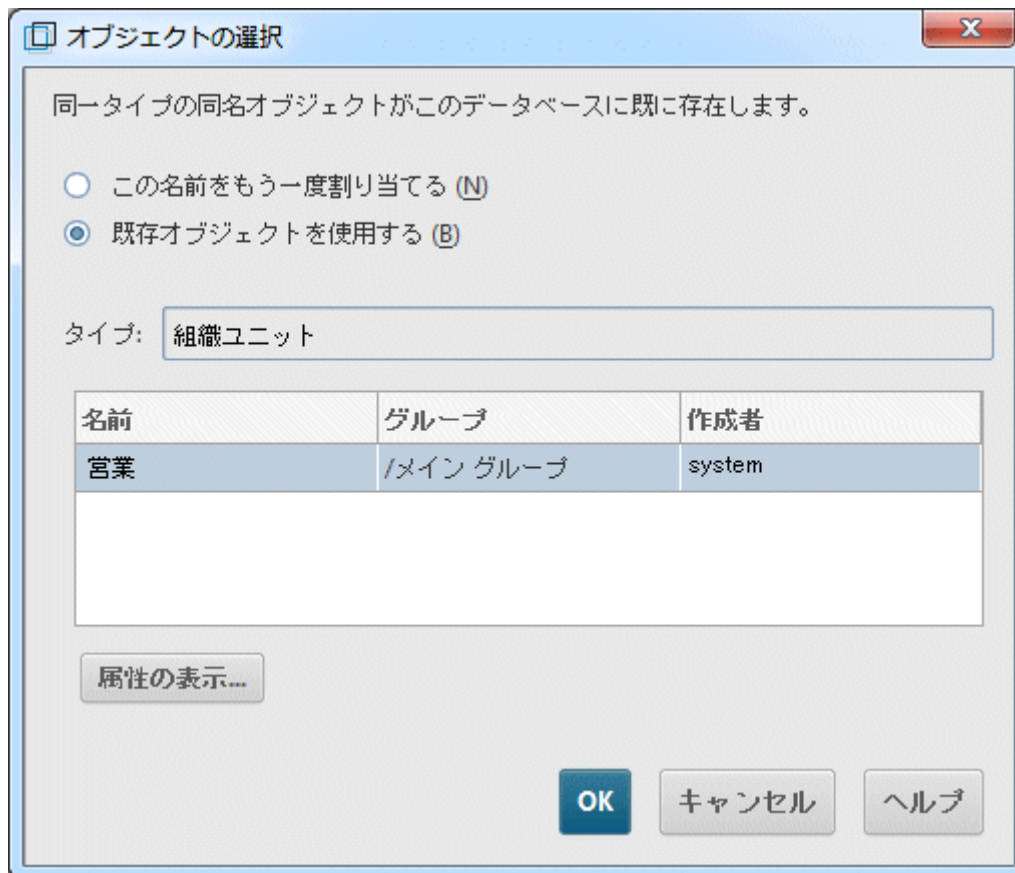 オブジェクトの選択
同一タイプの同名オブジェクトがこのデータベースに既に存在します。
この名前をもう一度割り当てる (N)
既存オブジェクトを使用する (B)
タイプ: 組織ユニット
名前 グループ 作成者
営業 /メイン グループ system
属性の表示...
OK キャンセル ヘルプ